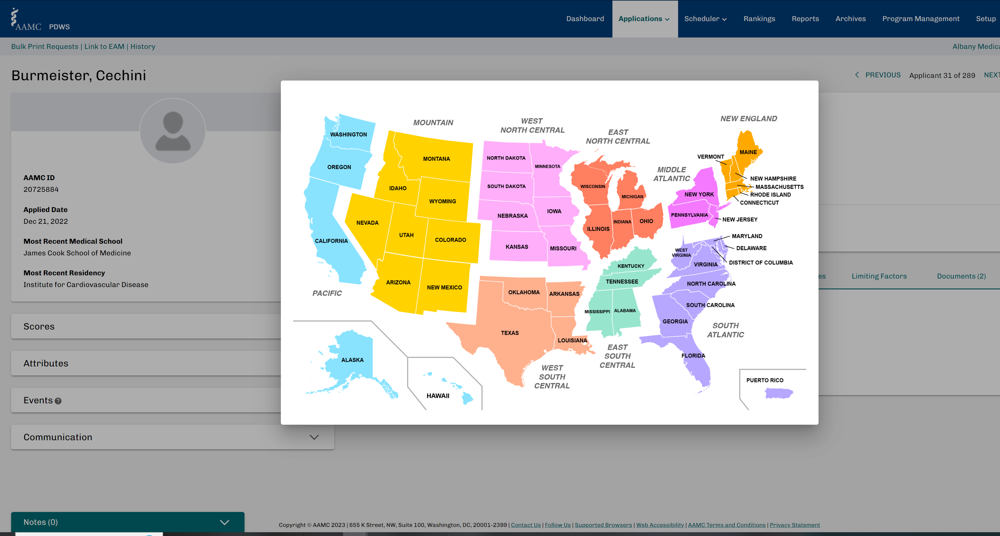 AAMC PDWS
Dashboard Applications Scheduler Rankings Reports Archives Program Management Setup
Bulk Print Requests | Link to EAM | History
Albany
Burmeister, Cechini
PREVIOUS Applicant 31 of 289
AAMC ID
20725884
Applied Date
Dec 21, 2022
Most Recent Medical School
James Cook School of Medicine
Most Recent Residency
Institute for Cardiovascular Disease
Scores
Attributes
Events ?
Communication
Limiting Factors Documents (2)
MOUNTAIN
WEST
NORTH CENTRAL
EAST
NORTH CENTRAL
NEW ENGLAND
MIDDLE
ATLANTIC
WASHINGTON
OREGON
CALIFORNIA
PACIFIC
MONTANA
IDAHO
WYOMING
NEVADA
UTAH
COLORADO
ARIZONA
NEW MEXICO
NORTH DAKOTA
MINNESOTA
SOUTH DAKOTA
NEBRASKA
IOWA
KANSAS
MISSOURI
WISCONSIN
MICHIGAN
ILLINOIS
INDIANA
OHIO
MAINE
VERMONT
NEW HAMPSHIRE
MASSACHUSETTS
RHODE ISLAND
CONNECTICUT
NEW YORK
PENNSYLVANIA
NEW JERSEY
MARYLAND
DELAWARE
DISTRICT OF COLUMBIA
WEST
VIRGINIA
VIRGINIA
NORTH CAROLINA
SOUTH CAROLINA
GEORGIA
FLORIDA
SOUTH
ATLANTIC
KENTUCKY
TENNESSEE
MISSISSIPPI
ALABAMA
EAST
SOUTH
CENTRAL
OKLAHOMA
ARKANSAS
TEXAS
LOUISIANA
WEST
SOUTH
CENTRAL
ALASKA
HAWAII
PUERTO RICO
Notes (0)
Copyright © AAMC 2023 | 655 K Street, NW, Suite 100, Washington, DC, 20001-2399 | Contact Us | Follow Us | Supported Browsers | Web Accessibility | AAMC Terms and Conditions | Privacy Statement